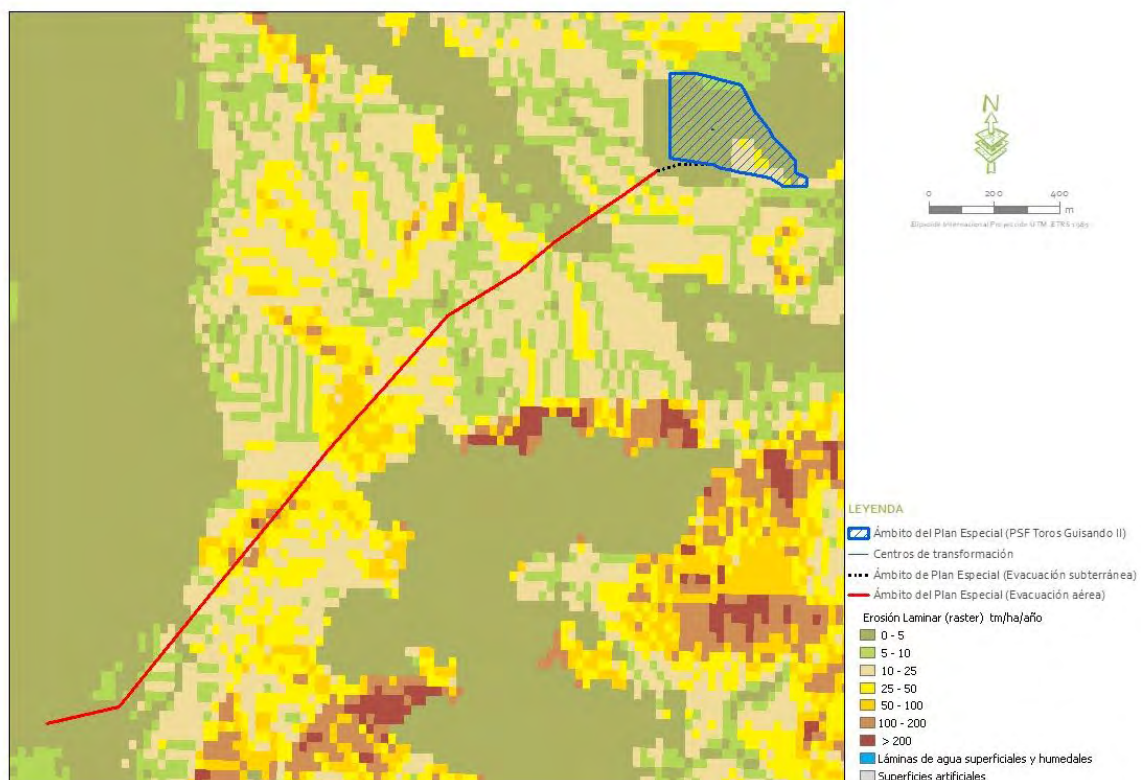 N
0 200 400
m
LEYENDA
Ámbito del Plan Especial (PSF Toros Guisando II)
Centros de transformación
Ámbito de Plan Especial (Evacuación subterránea)
Ámbito del Plan Especial (Evacuación aérea)
Erosión Laminar (raster) tm/ha/año
0 - 5
5 - 10
10 - 25
25 - 50
50 - 100
100 - 200
> 200
Láminas de agua superficiales y humedales
Superficies artificiales